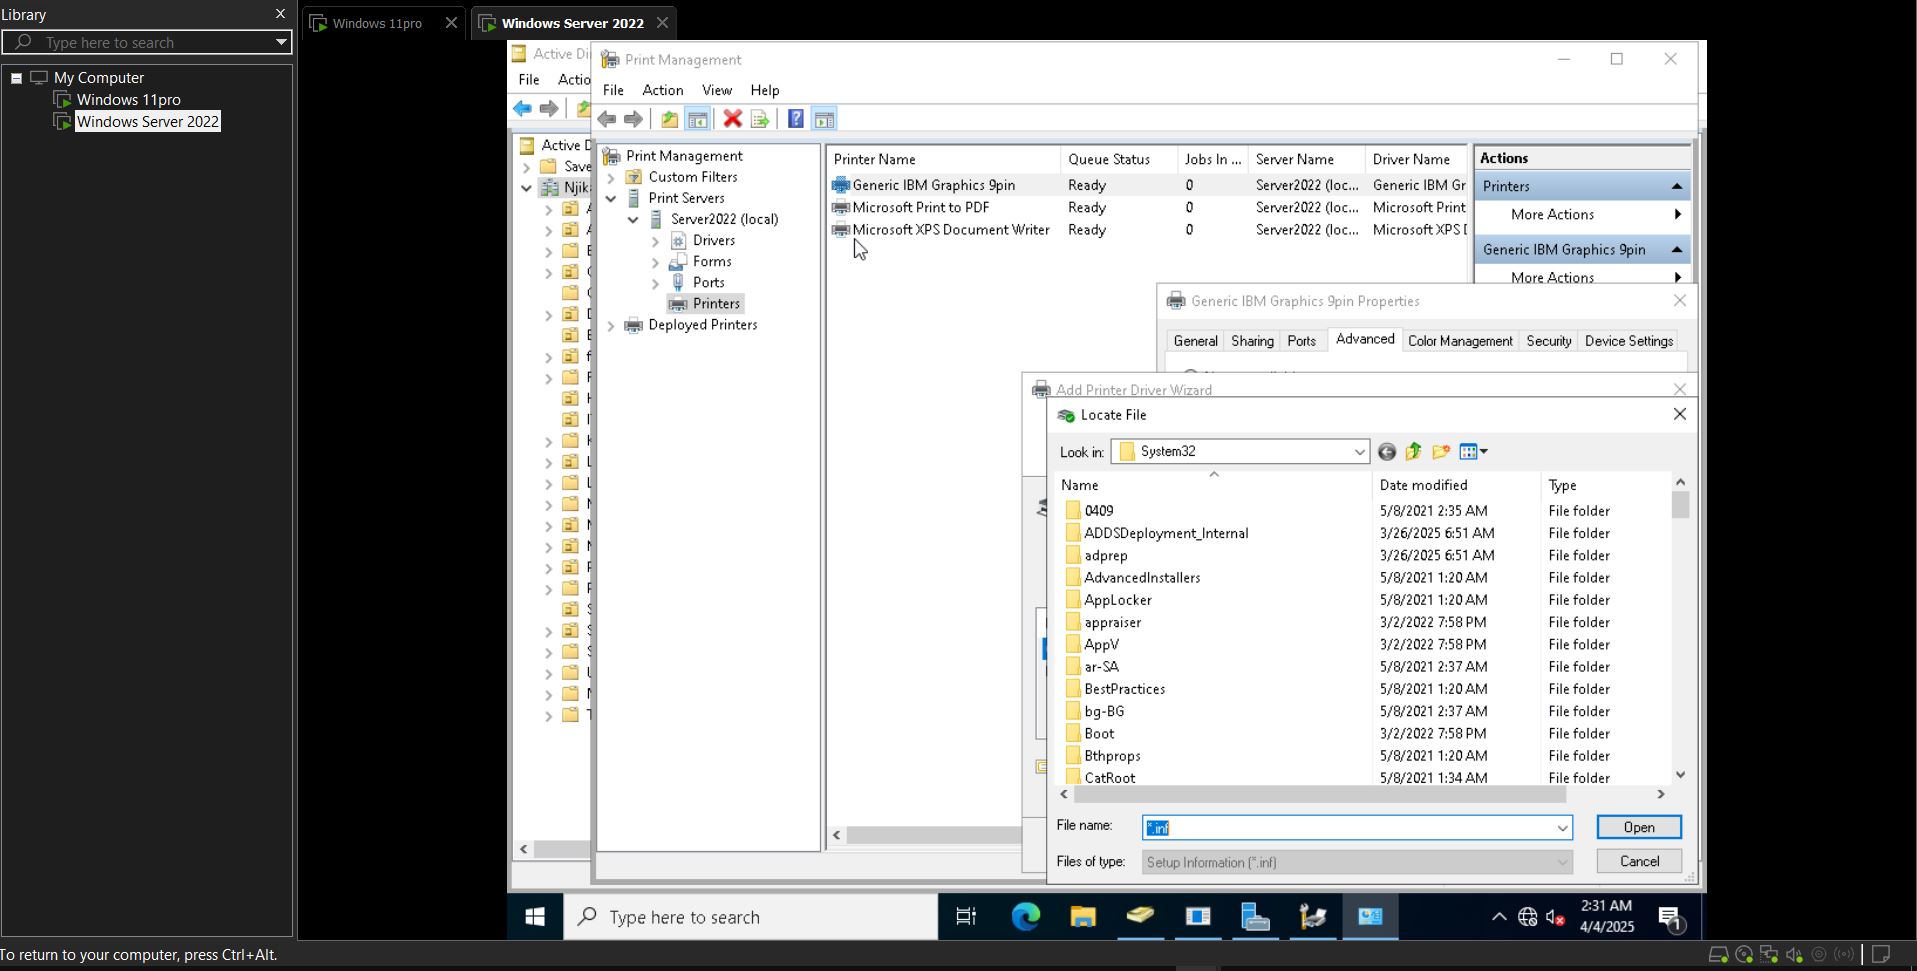 Library
Type here to search
My Computer
Windows 11pro
Windows Server 2022
Windows 11pro
Windows Server 2022
Active Di
File Actio
Active D
Save
Njik
Print Management
File Action View Help
Print Management
Custom Filters
Print Servers
Server2022 (local)
Drivers
Forms
Ports
Printers
Deployed Printers
Printer Name Queue Status Jobs In ... Server Name Driver Name
Generic IBM Graphics 9pin Ready 0 Server2022 (loc... Generic IBM Gr
Microsoft Print to PDF Ready 0 Server2022 (loc... Microsoft Print
Microsoft XPS Document Writer Ready 0 Server2022 (loc... Microsoft XPS
Actions
Printers
More Actions
Generic IBM Graphics 9pin
More Actions
Generic IBM Graphics 9pin Properties
General Sharing Ports Advanced Color Management Security Device Settings
Add Printer Driver Wizard
Locate File
Look in: System32
Name Date modified Type
0409 5/8/2021 2:35 AM File folder
ADDSDeployment_Internal 3/26/2025 6:51 AM File folder
adprep 3/26/2025 6:51 AM File folder
AdvancedInstallers 5/8/2021 1:20 AM File folder
AppLocker 5/8/2021 1:20 AM File folder
appraiser 3/2/2022 7:58 PM File folder
AppV 3/2/2022 7:58 PM File folder
ar-SA 5/8/2021 2:37 AM File folder
BestPractices 5/8/2021 1:20 AM File folder
bg-BG 5/8/2021 2:37 AM File folder
Boot 3/2/2022 7:58 PM File folder
Bthprops 5/8/2021 1:20 AM File folder
CatRoot 5/8/2021 1:34 AM File folder
File name: *.inf Open
Files of type: Setup Information (*.inf) Cancel
Type here to search
2:31 AM
4/4/2025
1
To return to your computer, press Ctrl+Alt.